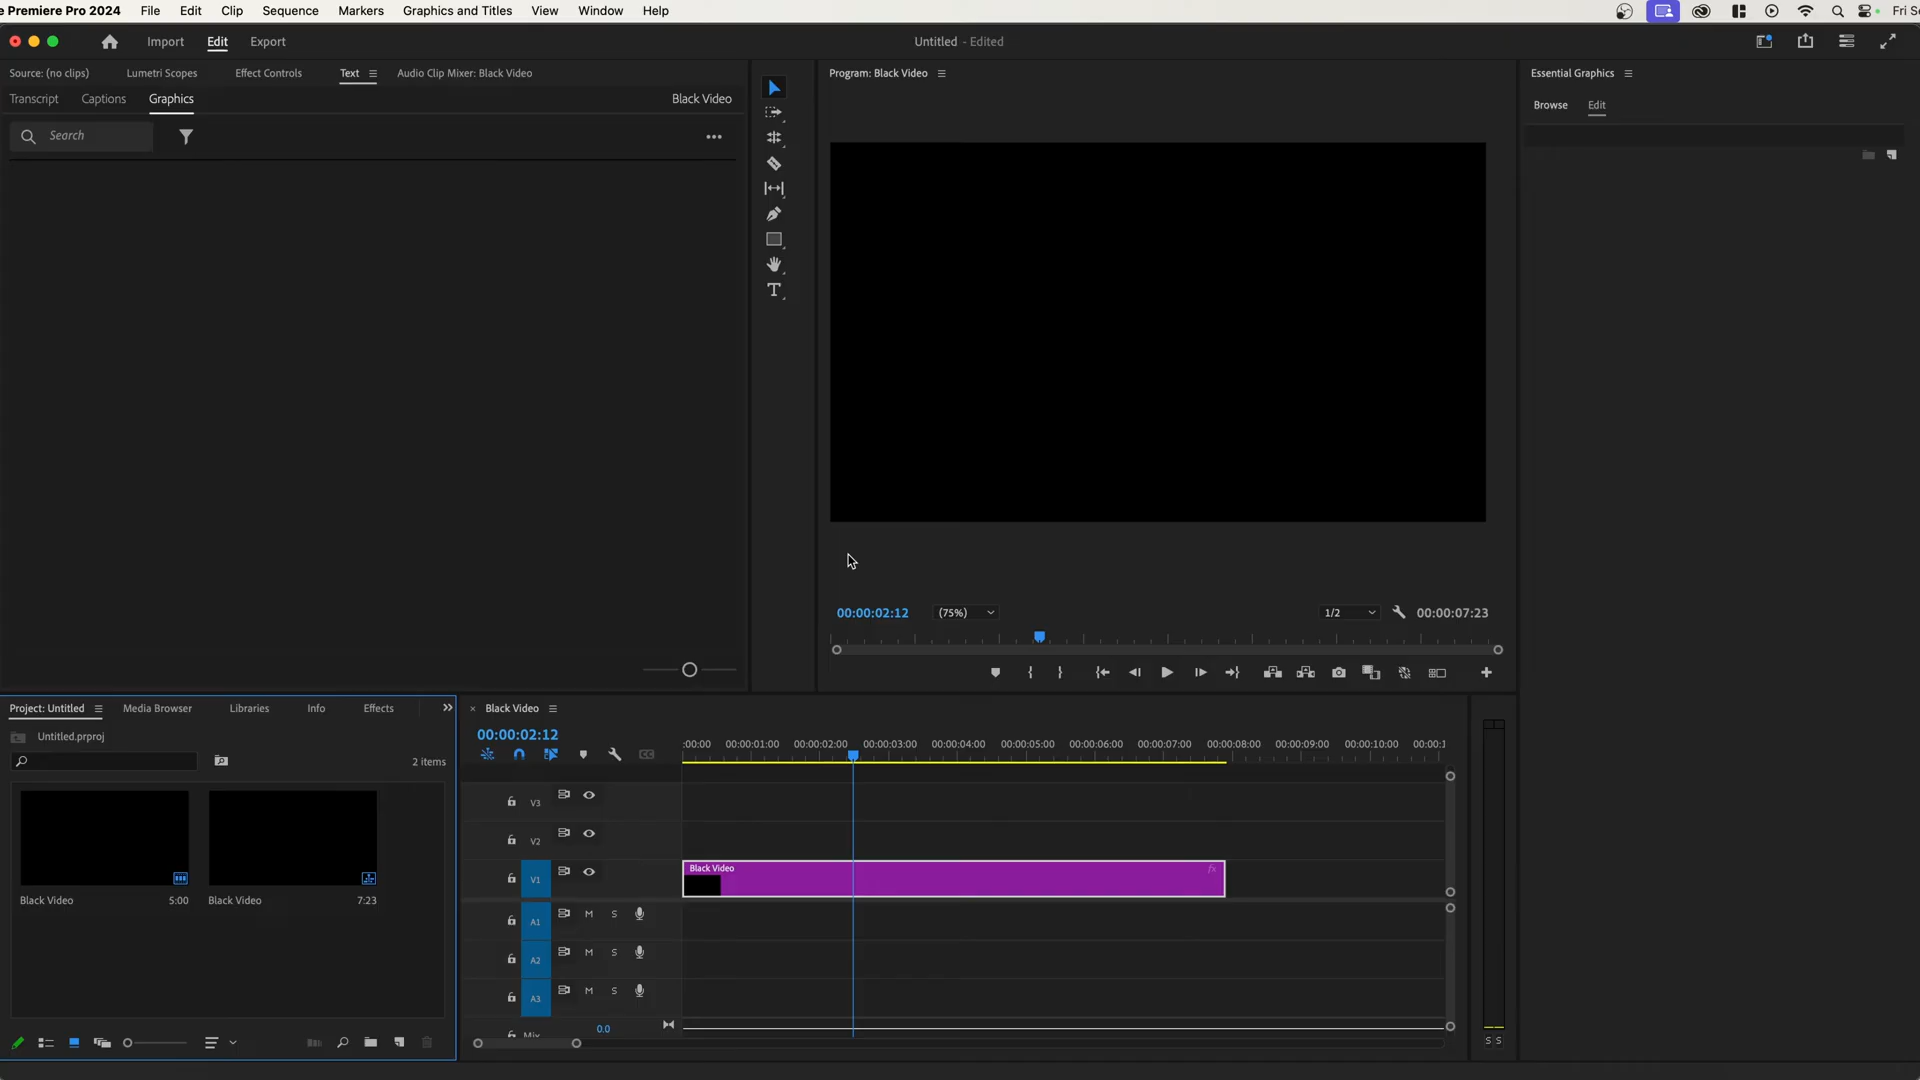 e Premiere Pro 2024 File Edit Clip Sequence Markers Graphics and Titles View Window Help Fri Se
Import Edit Export Untitled - Edited
Source: (no clips) Lumetri Scopes Effect Controls Text Audio Clip Mixer: Black Video
Transcript Captions Graphics Black Video
Search
Program: Black Video
Essential Graphics
Browse Edit
00:00:02:12 (75%) 1/2 00:00:07:23
Project: Untitled Media Browser Libraries Info Effects
Untitled.prproj
2 items
Black Video 5:00 Black Video 7:23
Black Video
00:00:02:12
:00:00 00:00:01:00 00:00:02:00 00:00:03:00 00:00:04:00 00:00:05:00 00:00:06:00 00:00:07:00 00:00:08:00 00:00:09:00 00:00:10:00 00:00:1
V3
V2
V1 Black Video fx
A1 M S
A2 M S
A3 M S
Mix 0.0
S S